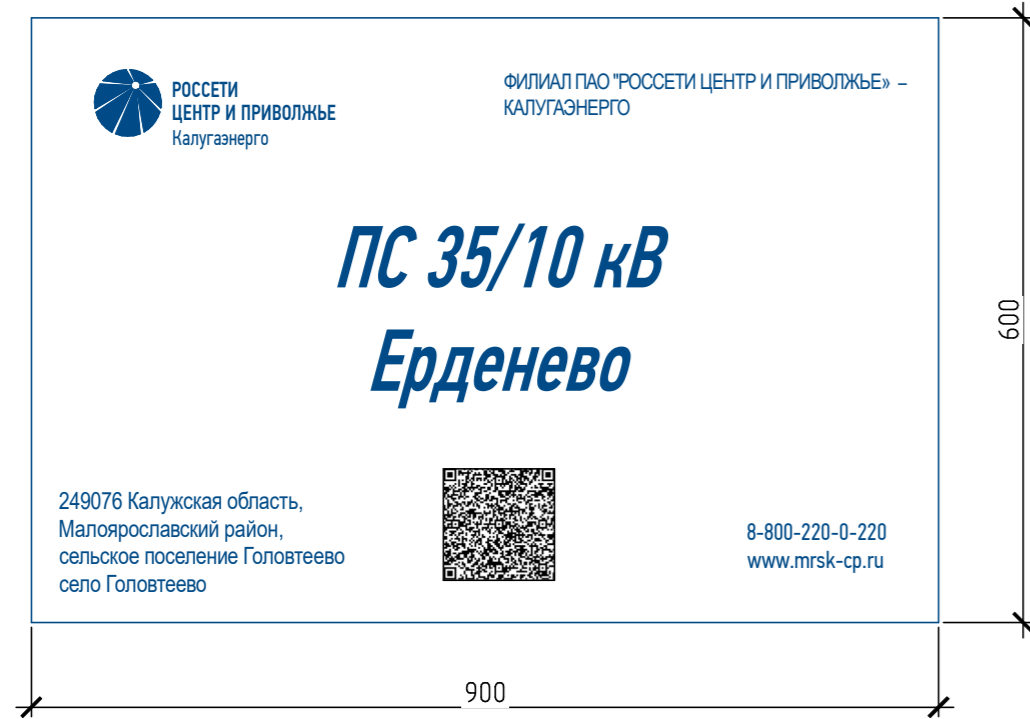 РОССЕТИ
ЦЕНТР И ПРИВОЛЖЬЕ
Калугаэнерго
ФИЛИАЛ ПАО "РОССЕТИ ЦЕНТР И ПРИВОЛЖЬЕ» –
КАЛУГАЭНЕРГО
ПС 35/10 кВ
Ерденево
249076 Калужская область,
Малоярославский район,
сельское поселение Головтеево
село Головтеево
8-800-220-0-220
www.mrsk-cp.ru
600
900